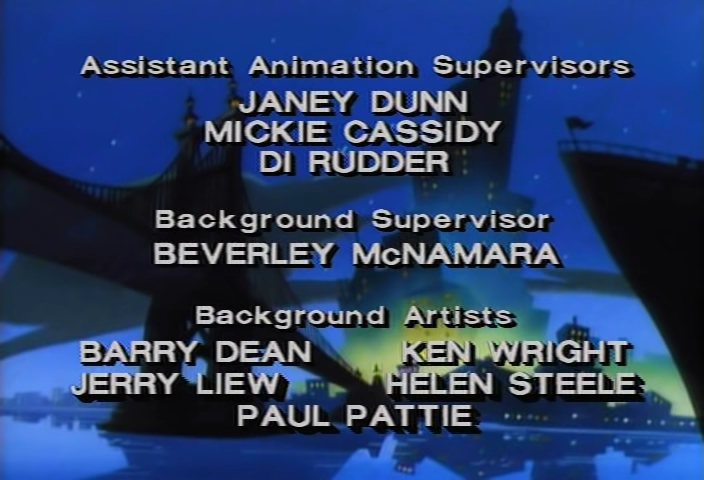 Assistant Animation Supervisors
JANEY DUNN
MICKIE CASSIDY
DI RUDDER
Background Supervisor
BEVERLEY McNAMARA
Background Artists
BARRY DEAN KEN WRIGHT
JERRY LIEW HELEN STEELE
PAUL PATTIE